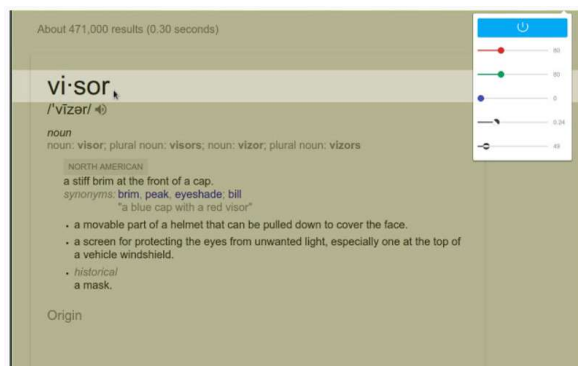 About 471,000 results (0.30 seconds)
vi·sor
/ˈvīzər/
noun
noun: visor; plural noun: visors; noun: vizor; plural noun: vizors
NORTH AMERICAN
a stiff brim at the front of a cap.
synonyms: brim, peak, eyeshade; bill
"a blue cap with a red visor"
• a movable part of a helmet that can be pulled down to cover the face.
• a screen for protecting the eyes from unwanted light, especially one at the top of
a vehicle windshield.
• historical
a mask.
Origin
0
0.24